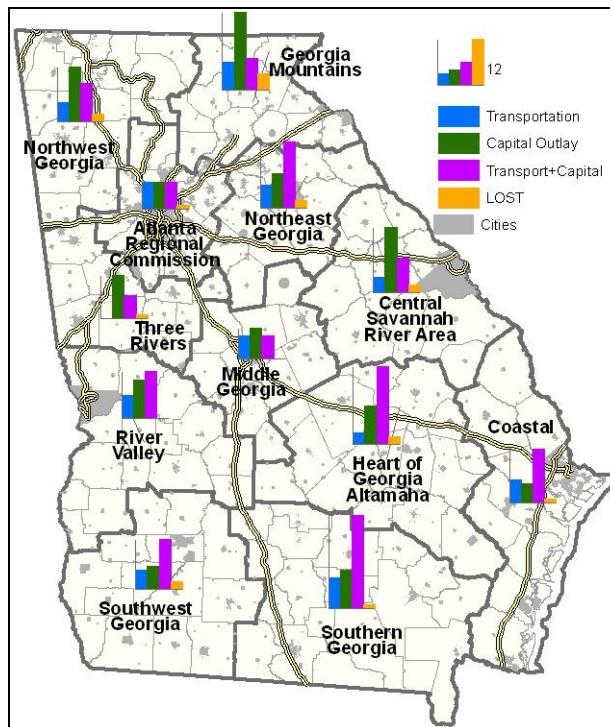 Georgia
Mountains
12
Transportation
Capital Outlay
Transport+Capital
LOST
Cities
Northwest
Georgia
Northeast
Georgia
Atlanta
Regional
Commission
Central
Savannah
River Area
Three
Rivers
Middle
Georgia
River
Valley
Heart of
Georgia
Altamaha
Coastal
Southwest
Georgia
Southern
Georgia